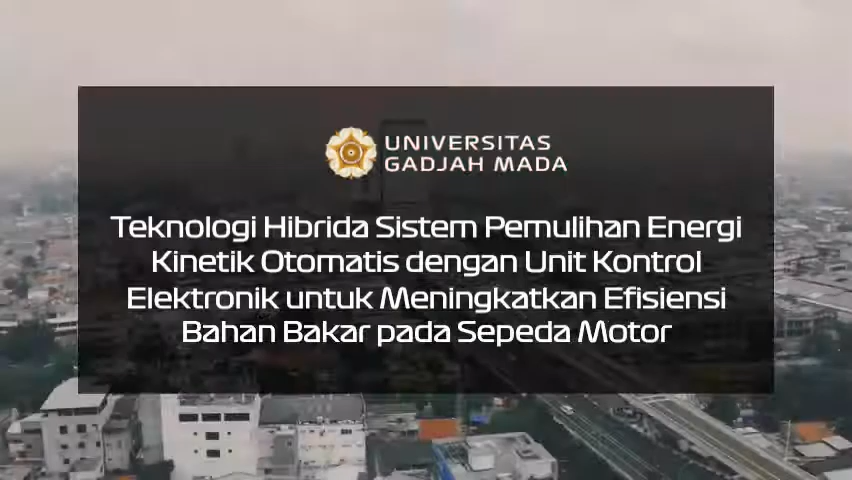 UNIVERSITAS
GADJAH MADA
Teknologi Hibrida Sistem Pemulihan Energi
Kinetik Otomatis dengan Unit Kontrol
Elektronik untuk Meningkatkan Efisiensi
Bahan Bakar pada Sepeda Motor